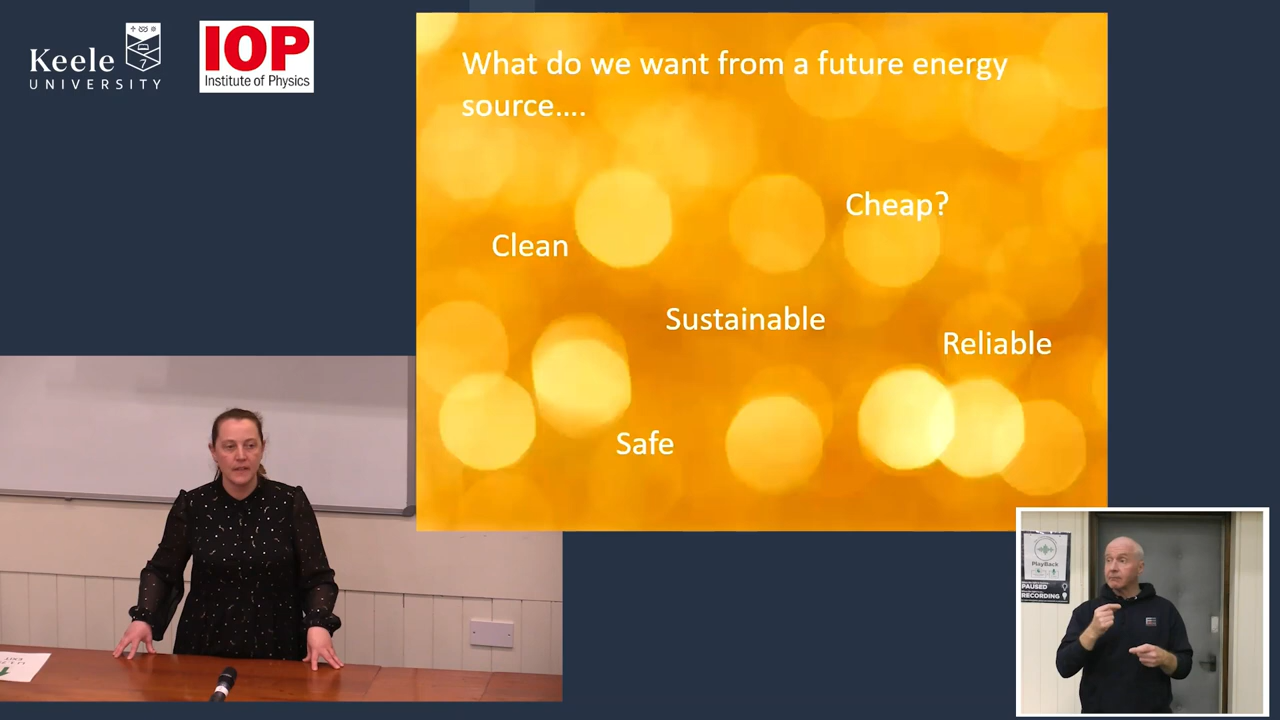 Keele
UNIVERSITY
IOP
Institute of Physics
What do we want from a future energy
source....
Cheap?
Clean
Sustainable
Reliable
Safe
PlayBack
PAUSED
RECORDING
EXIT